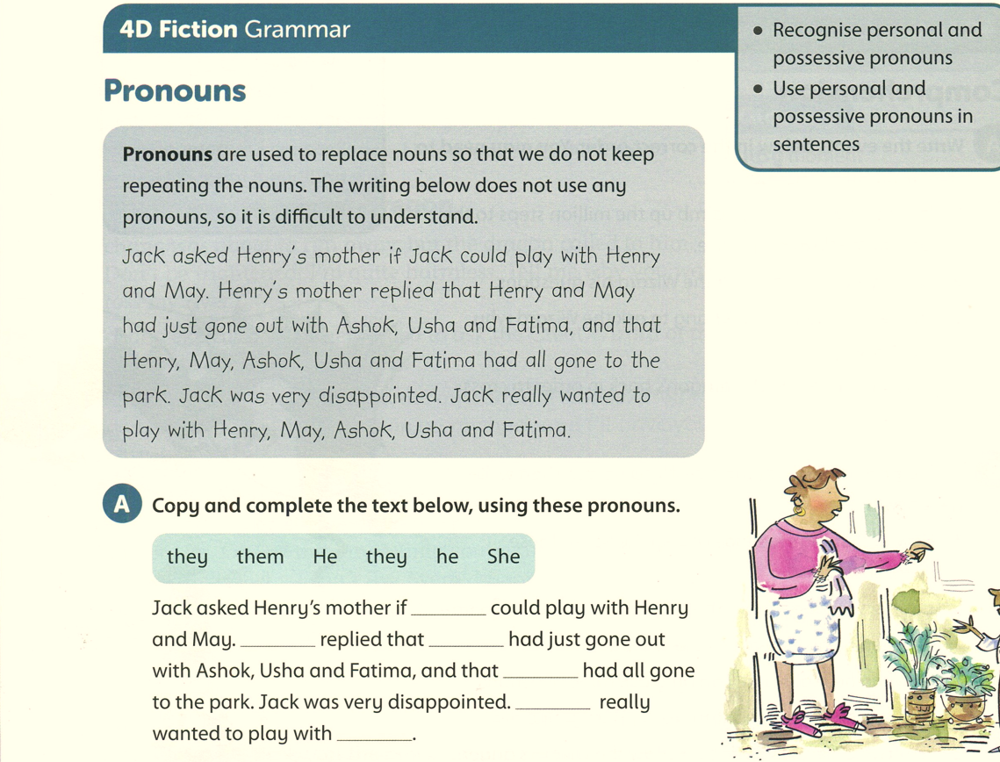 4D Fiction Grammar
• Recognise personal and
possessive pronouns
• Use personal and
possessive pronouns in
sentences
Pronouns
Pronouns are used to replace nouns so that we do not keep
repeating the nouns. The writing below does not use any
pronouns, so it is difficult to understand.
Jack asked Henry's mother if Jack could play with Henry
and May. Henry's mother replied that Henry and May
had just gone out with Ashok, Usha and Fatima, and that
Henry, May, Ashok, Usha and Fatima had all gone to the
park. Jack was very disappointed. Jack really wanted to
play with Henry, May, Ashok, Usha and Fatima.
A Copy and complete the text below, using these pronouns.
they them He they he She
Jack asked Henry's mother if ________ could play with Henry
and May. ________ replied that ________ had just gone out
with Ashok, Usha and Fatima, and that ________ had all gone
to the park. Jack was very disappointed. ________ really
wanted to play with ________.